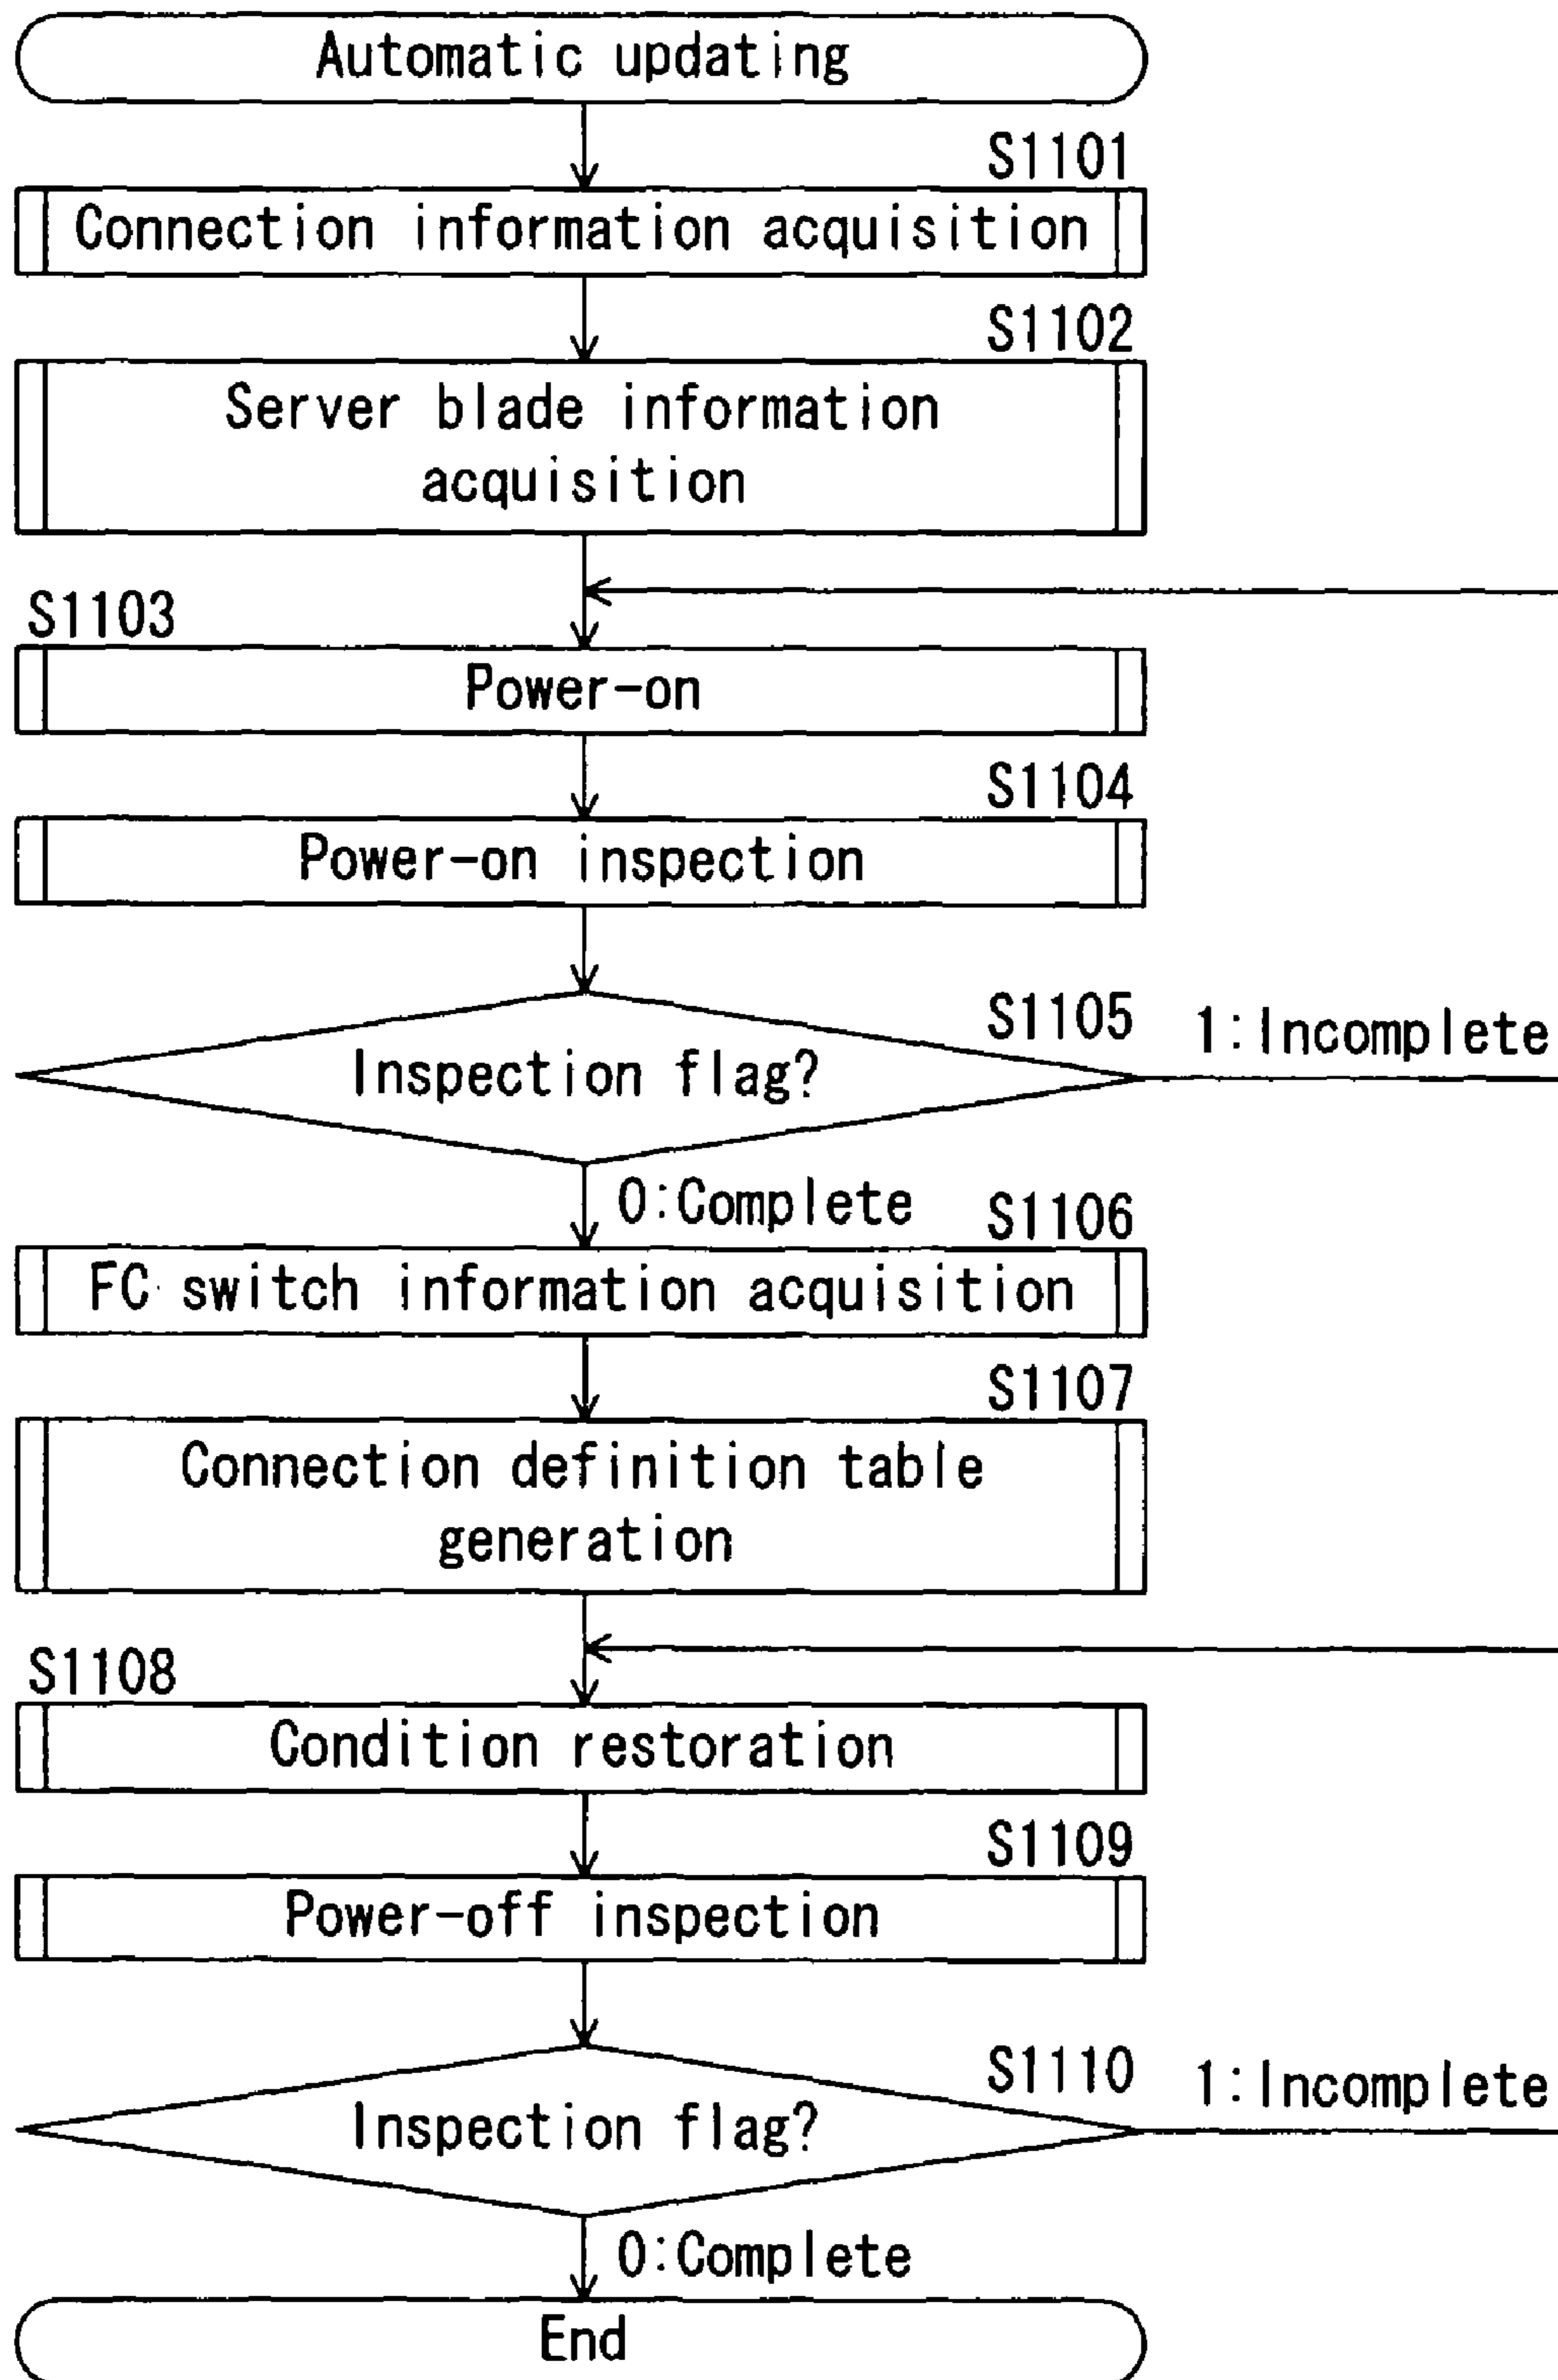 Automatic updating
S1101
Connection information acquisition
S1102
Server blade information
acquisition
S1103
Power-on
S1104
Power-on inspection
S1105
1:Incomplete
Inspection flag?
0:Complete
S1106
FC switch information acquisition
S1107
Connection definition table
generation
S1108
Condition restoration
S1109
Power-off inspection
S1110
1:Incomplete
Inspection flag?
0:Complete
End